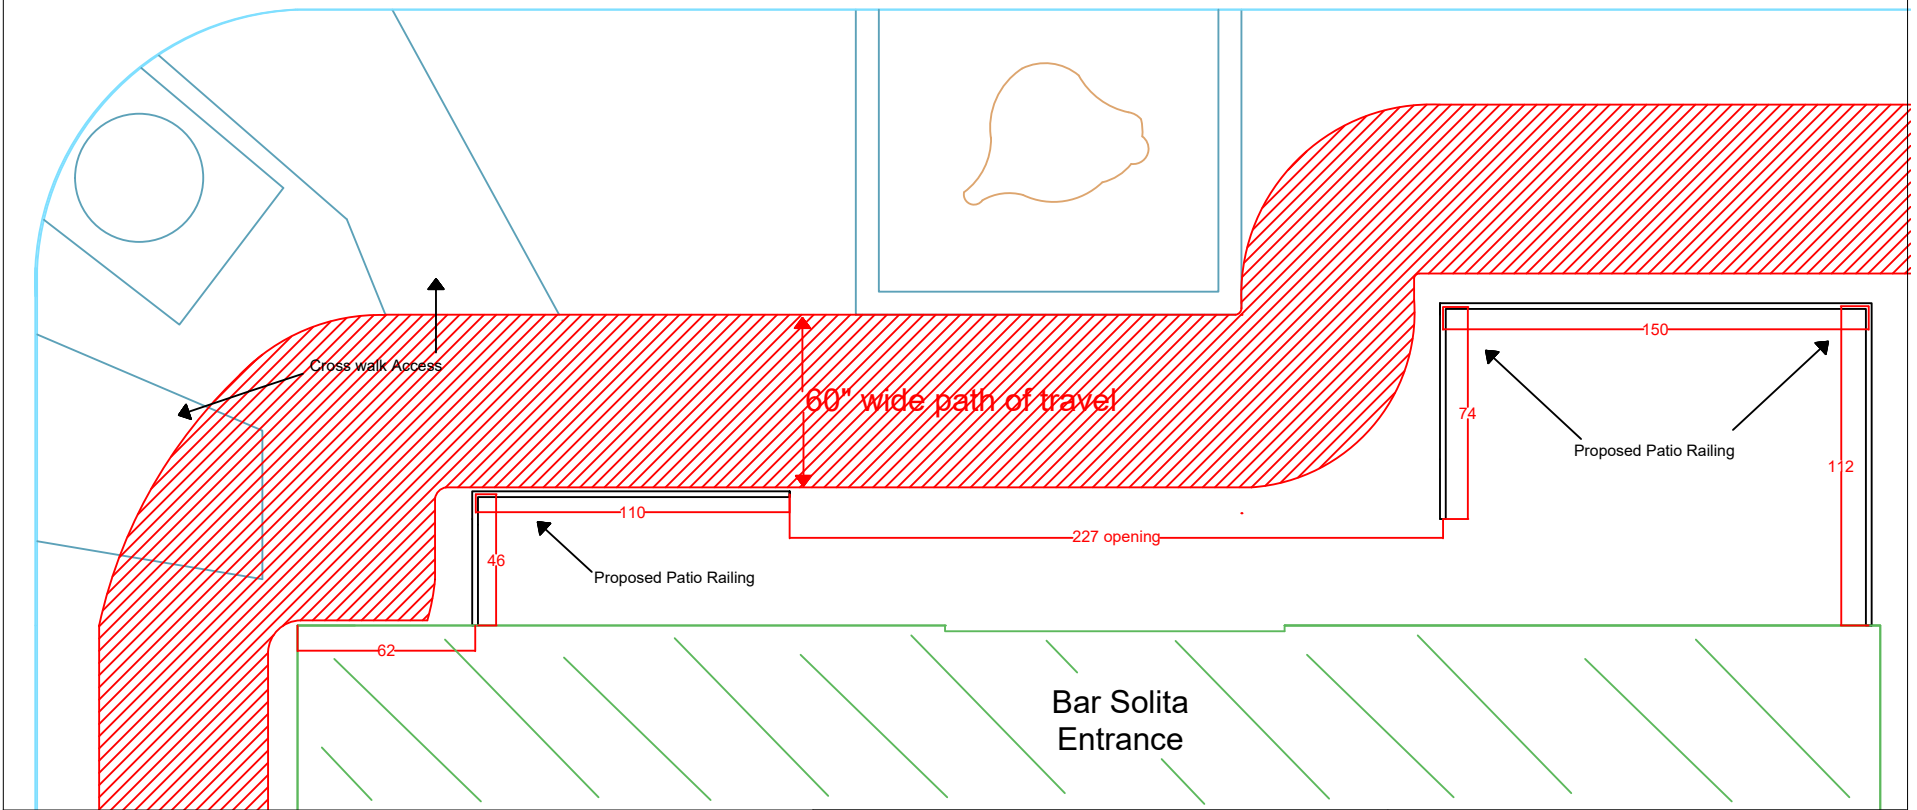 150
Cross walk Access
60" wide path of travel
74
Proposed Patio Railing
112
110
227 opening
46
Proposed Patio Railing
62
Bar Solita
Entrance